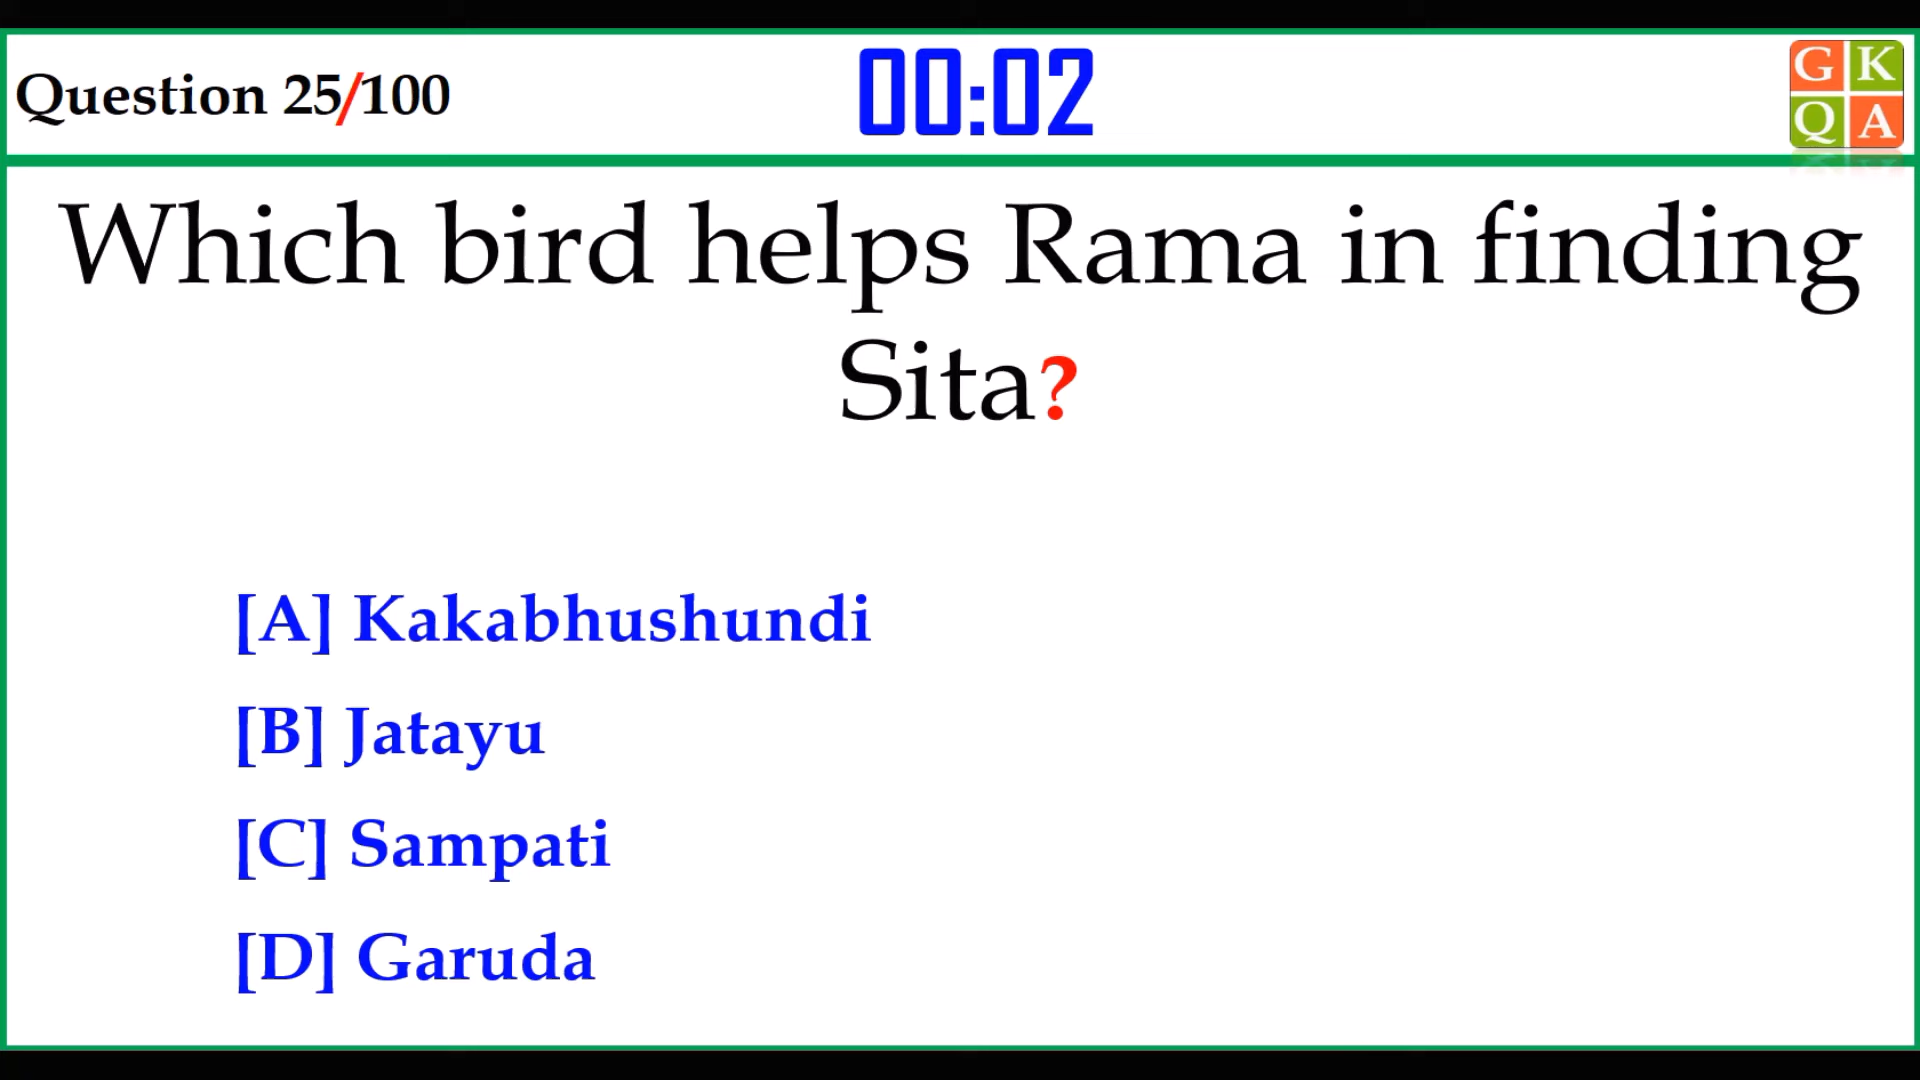 Question 25/100
00:02
G K
Q A
Which bird helps Rama in finding
Sita?
[A] Kakabhushundi
[B] Jatayu
[C] Sampati
[D] Garuda